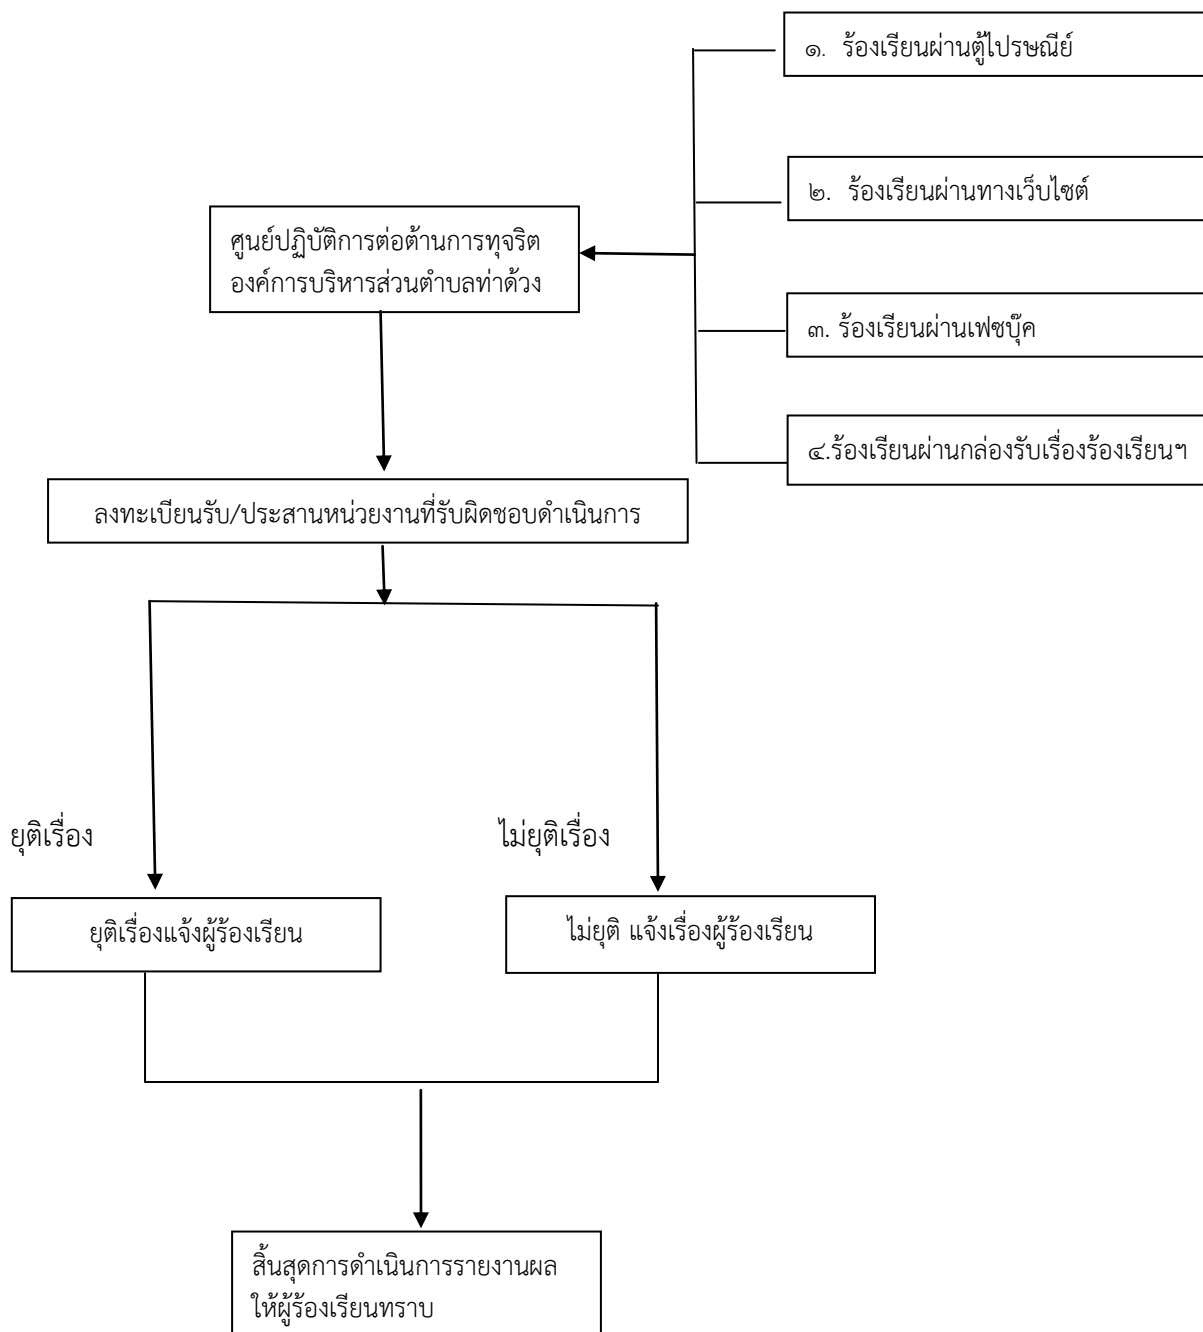 ๑. ร้องเรียนผ่านตู้ไปรษณีย์
๒. ร้องเรียนผ่านทางเว็บไซต์
ศูนย์ปฏิบัติการต่อต้านการทุจริต
องค์การบริหารส่วนตำบลท่าด้วง
๓. ร้องเรียนผ่านเฟซบุ๊ค
๔.ร้องเรียนผ่านกล่องรับเรื่องร้องเรียนฯ
ลงทะเบียนรับ/ประสานหน่วยงานที่รับผิดชอบดำเนินการ
ยุติเรื่อง
ไม่ยุติเรื่อง
ยุติเรื่องแจ้งผู้ร้องเรียน
ไม่ยุติ แจ้งเรื่องผู้ร้องเรียน
สิ้นสุดการดำเนินการรายงานผล
ให้ผู้ร้องเรียนทราบ